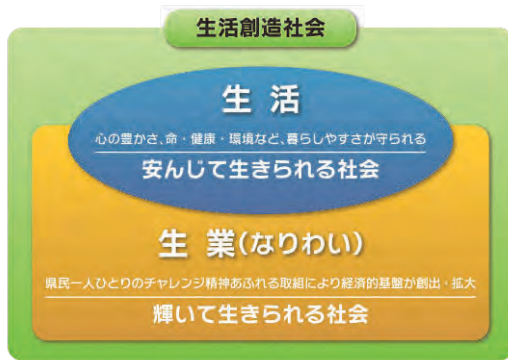 生活創造社会
生活
心の豊かさ、命・健康・環境など、暮らしやすさが守られる
安んじて生きられる社会
生業(なりわい)
県民一人ひとりのチャレンジ精神あふれる取組により経済的基盤が創出・拡大
輝いて生きられる社会